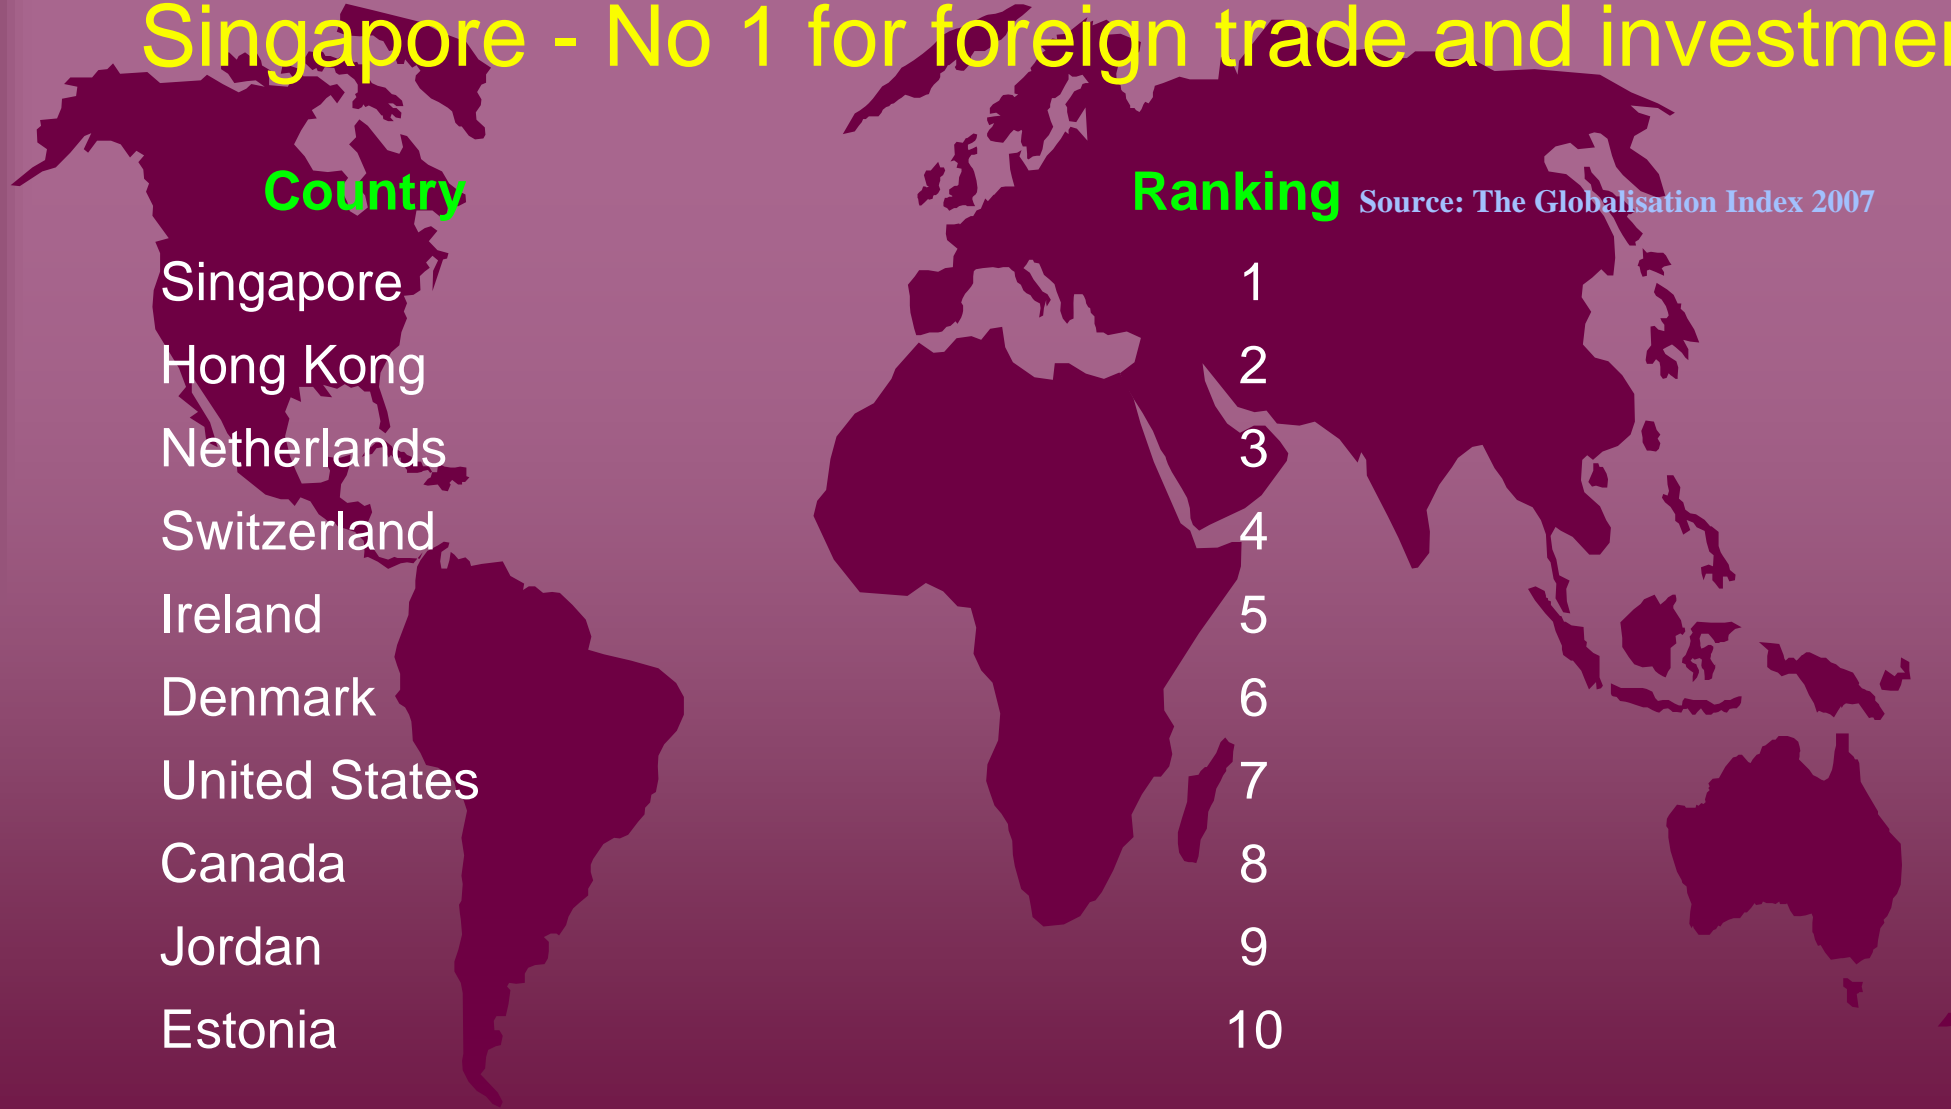 Singapore - No 1 for foreign trade and investmen
Country Ranking Source: The Globalisation Index 2007
Singapore 1
Hong Kong 2
Netherlands 3
Switzerland 4
Ireland 5
Denmark 6
United States 7
Canada 8
Jordan 9
Estonia 10